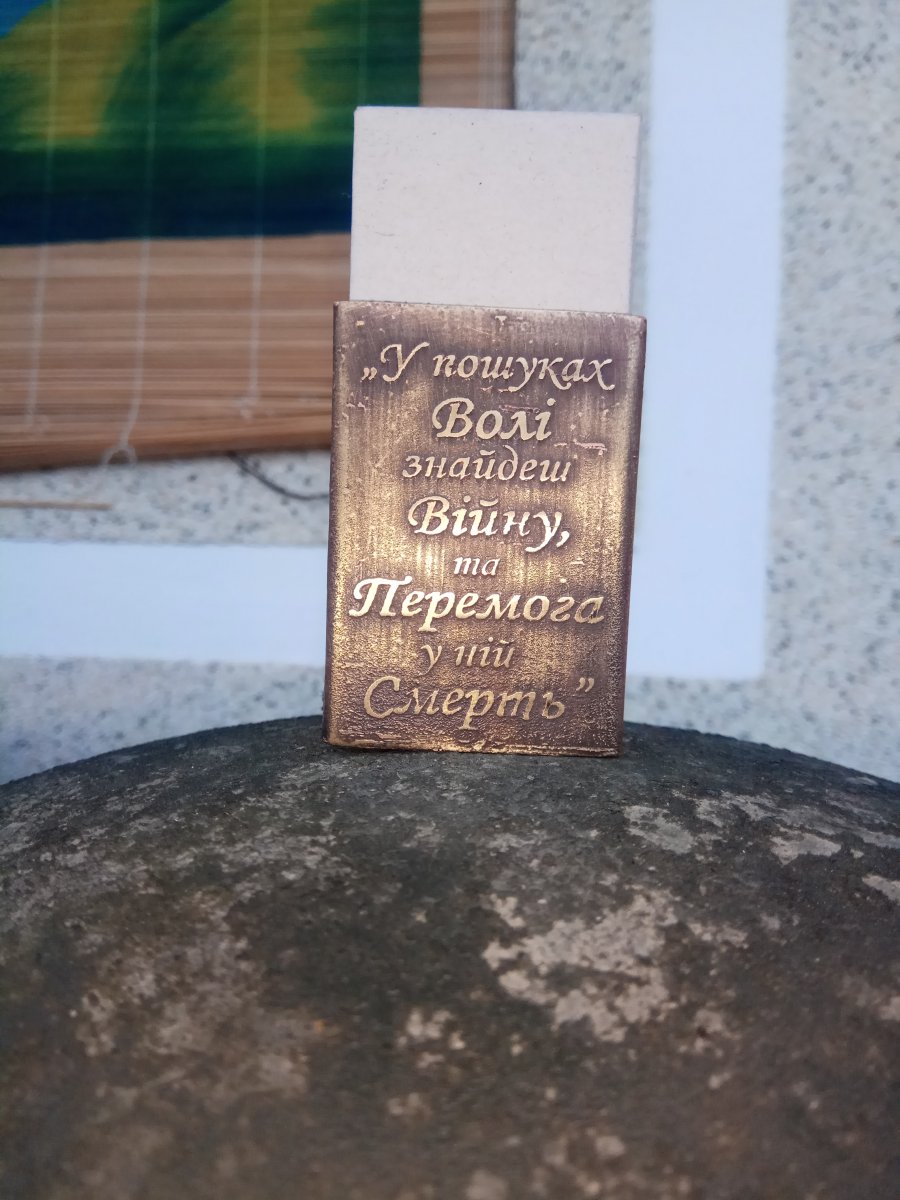 „У пошуках
Волі
знайдеш
Війну,
та
Перемога
у ній
Смерть”